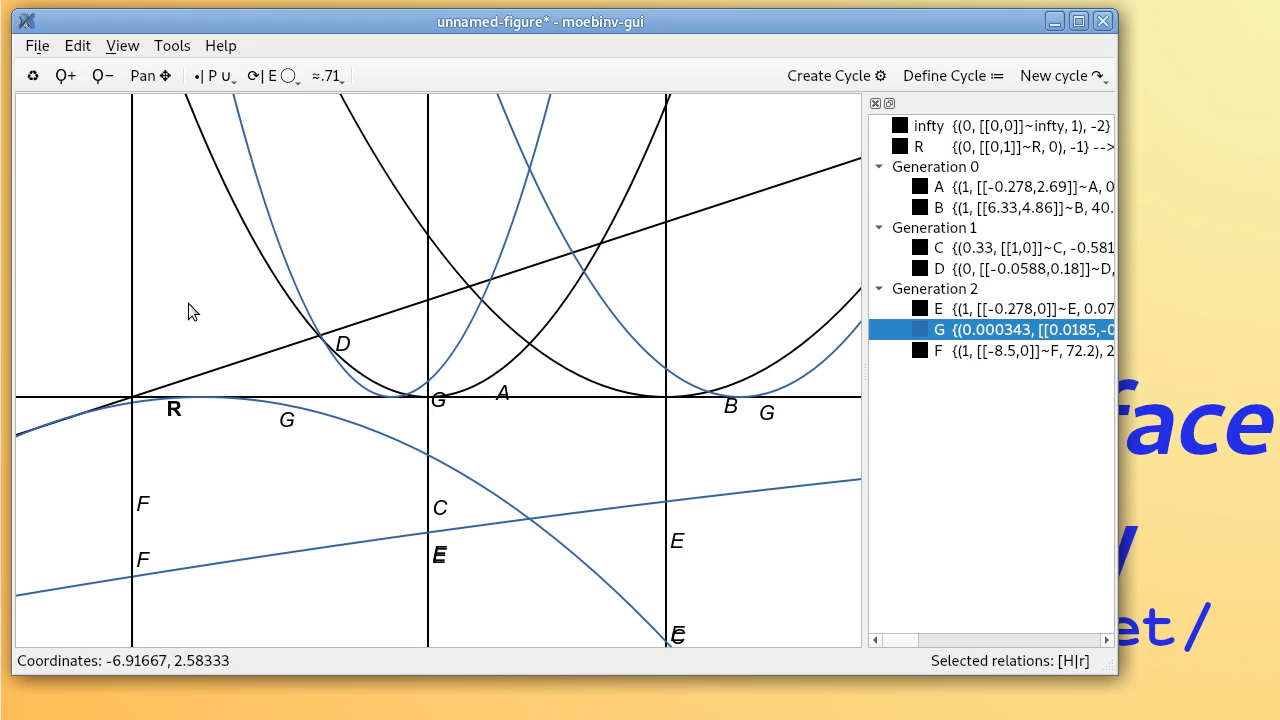 unnamed-figure* - moebinv-gui
File Edit View Tools Help
Pan P ∪ E ≈.71 Create Cycle Define Cycle New cycle
infty {(0, [[0,0]]~infty, 1), -2}
R {(0, [[0,1]]~R, 0), -1} -->
Generation 0
A {(1, [[-0.278,2.69]]~A, 0
B {(1, [[6.33,4.86]]~B, 40.
Generation 1
C {(0.33, [[1,0]]~C, -0.581
D {(0, [[-0.0588,0.18]]~D,
Generation 2
E {(1, [[-0.278,0]]~E, 0.07
G {(0.000343, [[0.0185,-0
F {(1, [[-8.5,0]]~F, 72.2), 2
D
A
G
B
G
R
G
F
C
E
E
F
E
Coordinates: -6.91667, 2.58333
Selected relations: [H|r]
face
y
et/